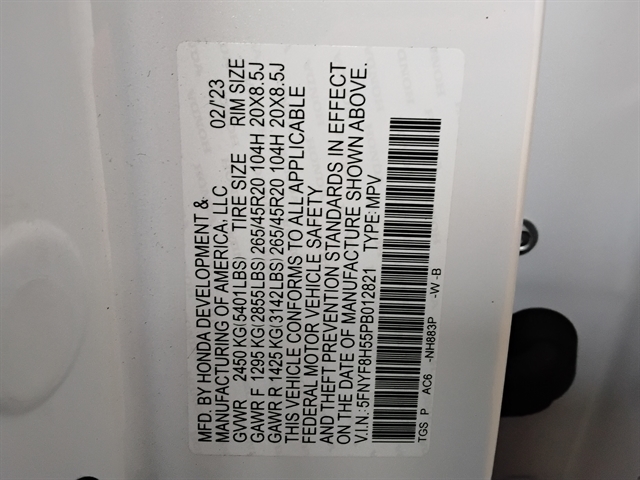 MFD. BY HONDA DEVELOPMENT &
MANUFACTURING OF AMERICA, LLC 02/'23
GVWR 2450 KG(5401LBS) TIRE SIZE RIM SIZE
GAWR F 1295 KG(2855LBS) 265/45R20 104H 20X8.5J
GAWR R 1425 KG(3142LBS) 265/45R20 104H 20X8.5J
THIS VEHICLE CONFORMS TO ALL APPLICABLE
FEDERAL MOTOR VEHICLE SAFETY
AND THEFT PREVENTION STANDARDS IN EFFECT
ON THE DATE OF MANUFACTURE SHOWN ABOVE.
V.I.N.:5FNYF8H55PB012821 TYPE: MPV
TGS P AC6 -NH883P -W -B